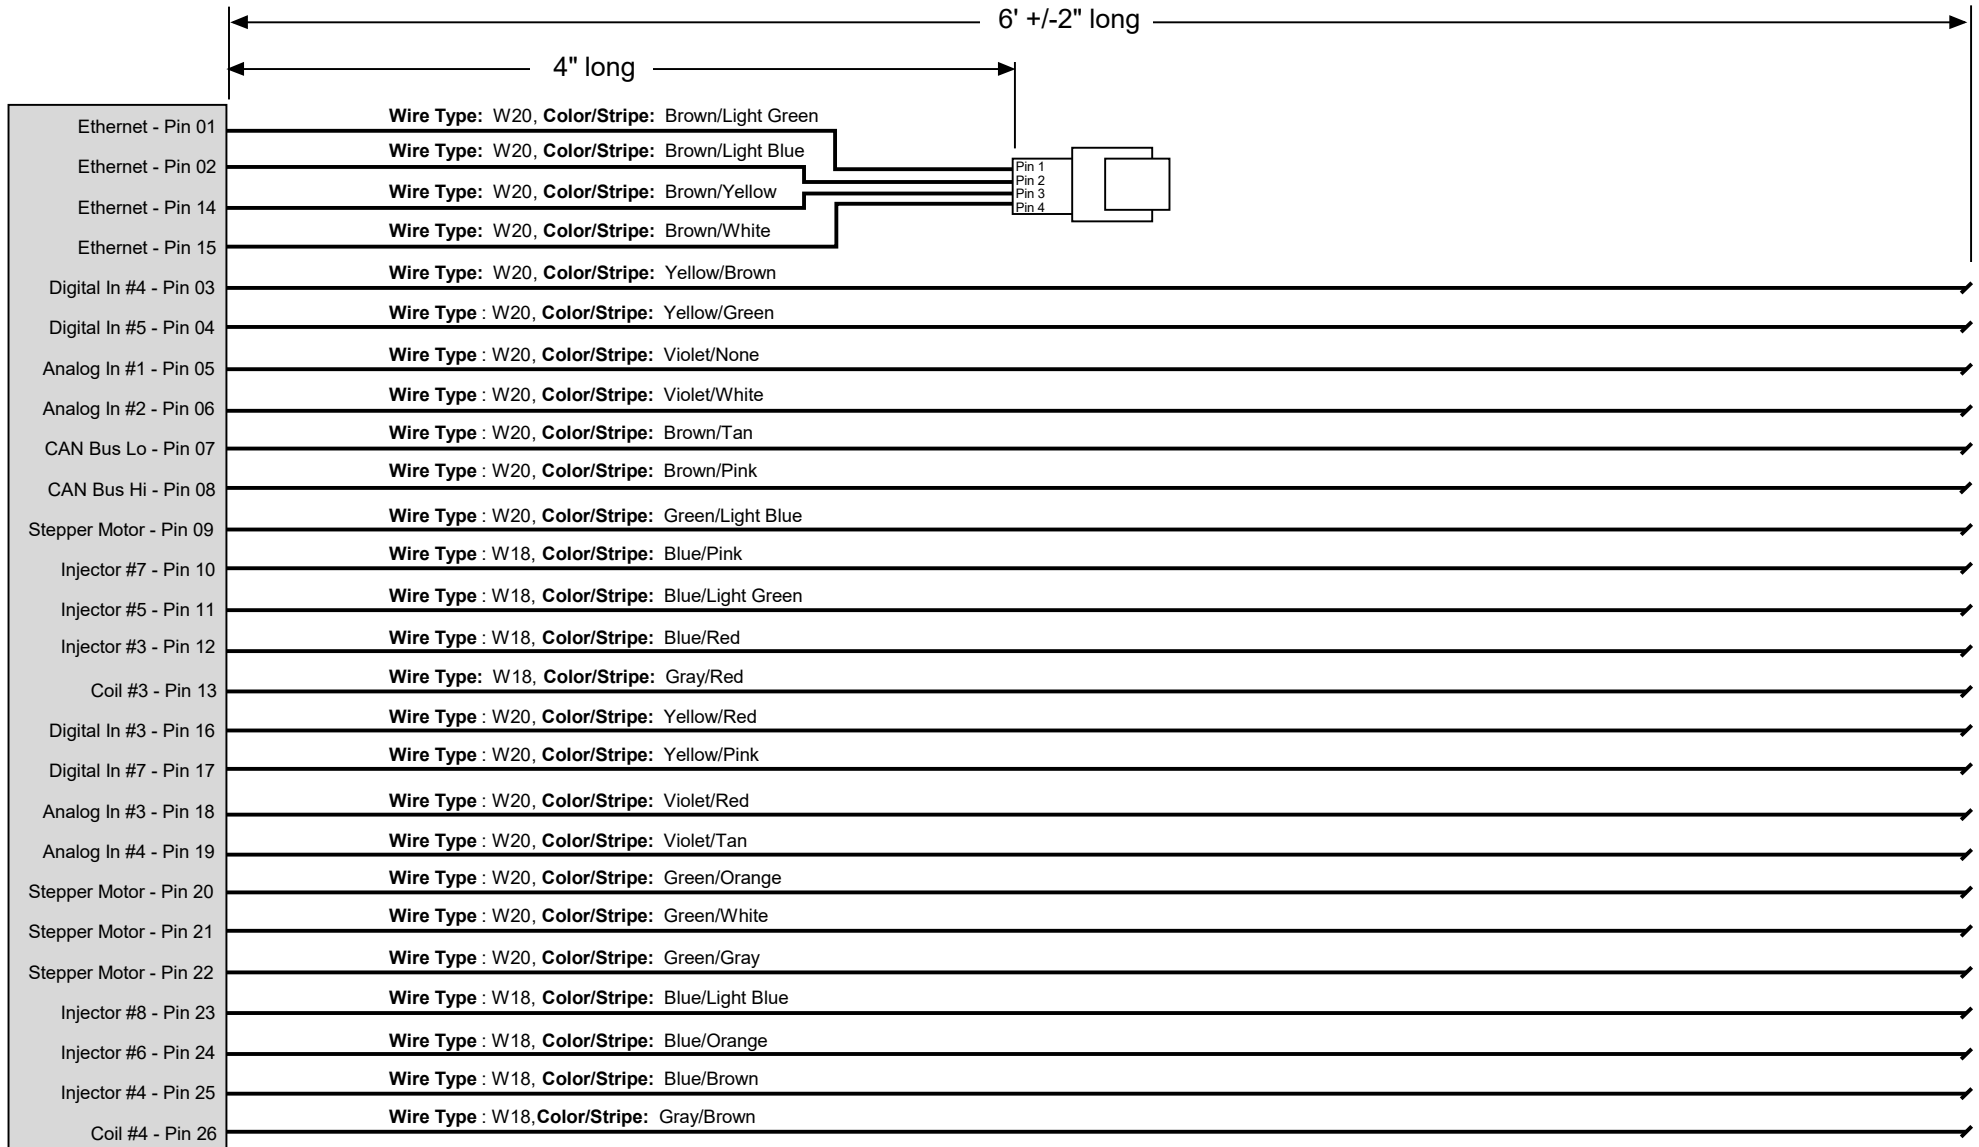 6' +/-2" long
4" long
Ethernet - Pin 01 Wire Type: W20, Color/Stripe: Brown/Light Green
Ethernet - Pin 02 Wire Type: W20, Color/Stripe: Brown/Light Blue
Ethernet - Pin 14 Wire Type: W20, Color/Stripe: Brown/Yellow
Ethernet - Pin 15 Wire Type: W20, Color/Stripe: Brown/White
Pin 1
Pin 2
Pin 3
Pin 4
Digital In #4 - Pin 03 Wire Type: W20, Color/Stripe: Yellow/Brown
Digital In #5 - Pin 04 Wire Type : W20, Color/Stripe: Yellow/Green
Analog In #1 - Pin 05 Wire Type : W20, Color/Stripe: Violet/None
Analog In #2 - Pin 06 Wire Type : W20, Color/Stripe: Violet/White
CAN Bus Lo - Pin 07 Wire Type : W20, Color/Stripe: Brown/Tan
CAN Bus Hi - Pin 08 Wire Type : W20, Color/Stripe: Brown/Pink
Stepper Motor - Pin 09 Wire Type : W20, Color/Stripe: Green/Light Blue
Injector #7 - Pin 10 Wire Type : W18, Color/Stripe: Blue/Pink
Injector #5 - Pin 11 Wire Type : W18, Color/Stripe: Blue/Light Green
Injector #3 - Pin 12 Wire Type : W18, Color/Stripe: Blue/Red
Coil #3 - Pin 13 Wire Type: W18, Color/Stripe: Gray/Red
Digital In #3 - Pin 16 Wire Type : W20, Color/Stripe: Yellow/Red
Digital In #7 - Pin 17 Wire Type : W20, Color/Stripe: Yellow/Pink
Analog In #3 - Pin 18 Wire Type : W20, Color/Stripe: Violet/Red
Analog In #4 - Pin 19 Wire Type : W20, Color/Stripe: Violet/Tan
Stepper Motor - Pin 20 Wire Type : W20, Color/Stripe: Green/Orange
Stepper Motor - Pin 21 Wire Type : W20, Color/Stripe: Green/White
Stepper Motor - Pin 22 Wire Type : W20, Color/Stripe: Green/Gray
Injector #8 - Pin 23 Wire Type : W18, Color/Stripe: Blue/Light Blue
Injector #6 - Pin 24 Wire Type : W18, Color/Stripe: Blue/Orange
Injector #4 - Pin 25 Wire Type : W18, Color/Stripe: Blue/Brown
Coil #4 - Pin 26 Wire Type : W18,Color/Stripe: Gray/Brown